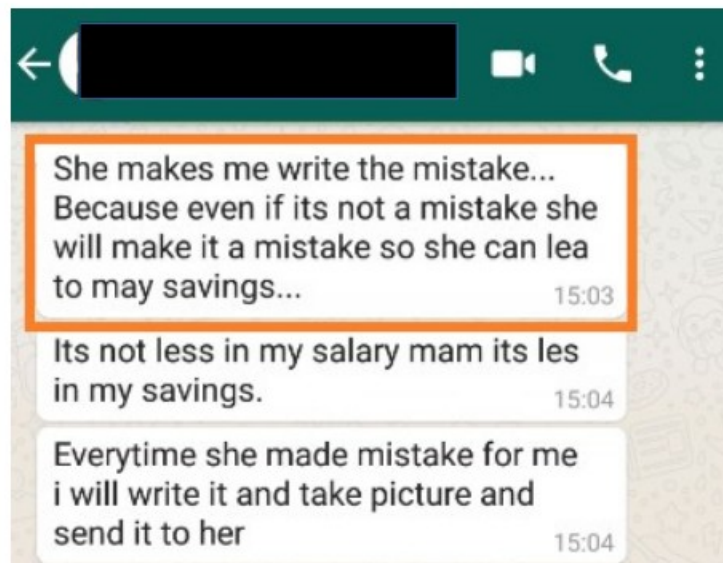 She makes me write the mistake...
Because even if its not a mistake she
will make it a mistake so she can lea
to may savings...
15:03
Its not less in my salary mam its les
in my savings.
15:04
Everytime she made mistake for me
i will write it and take picture and
send it to her
15:04